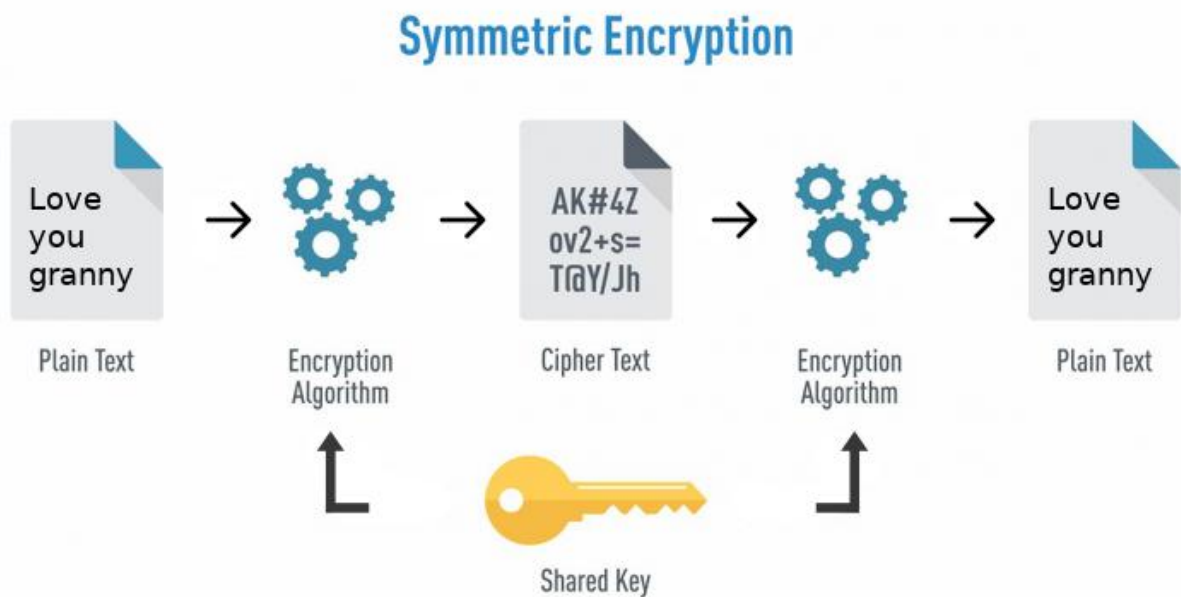 Symmetric Encryption
Love
you
granny
AK#4Z
ov2+s=
T@Y/Jh
Love
you
granny
Plain Text
Encryption
Algorithm
Cipher Text
Encryption
Algorithm
Plain Text
Shared Key